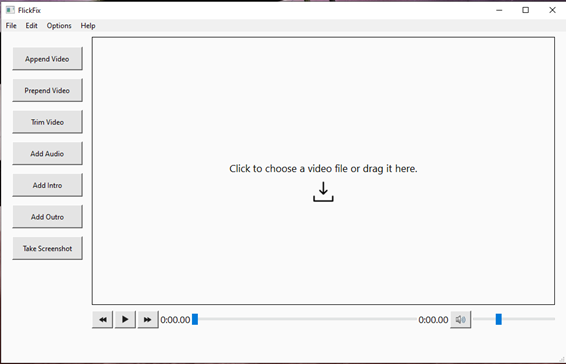 FlickFix
File Edit Options Help
Append Video
Prepend Video
Trim Video
Add Audio
Add Intro
Add Outro
Take Screenshot
Click to choose a video file or drag it here.
0:00.00 0:00.00